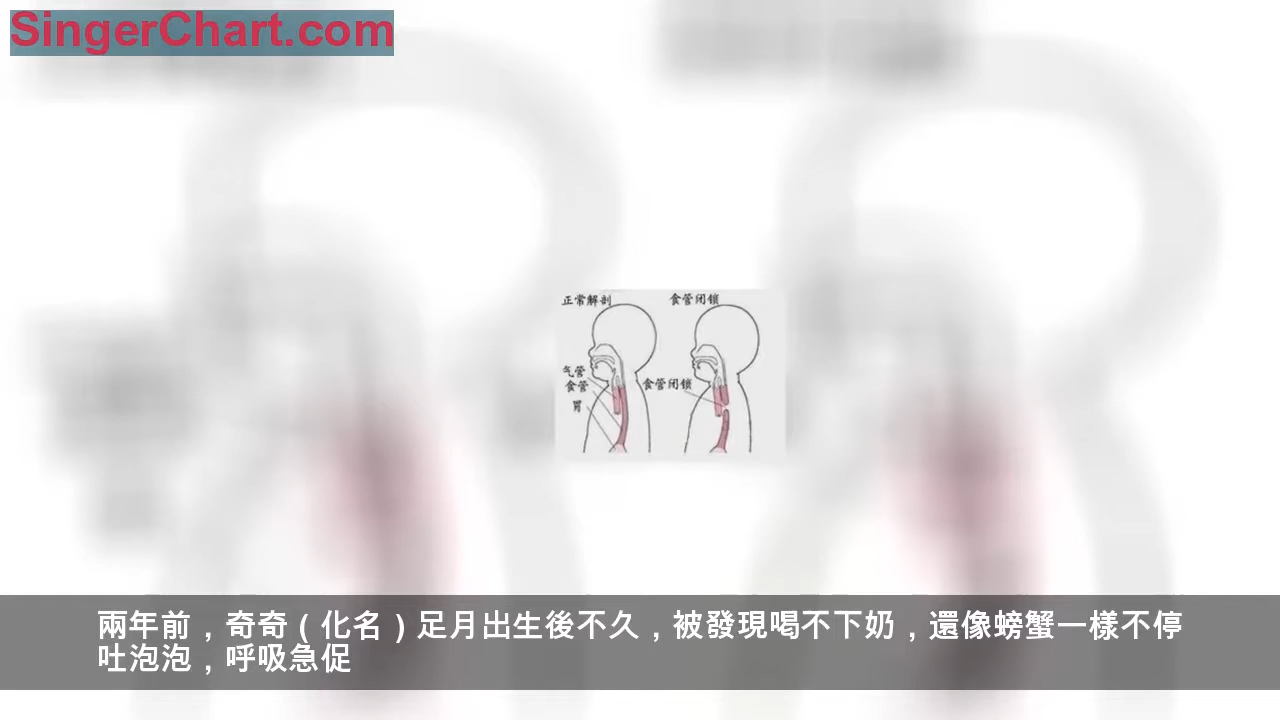 SingerChart.com
正常解剖
食管闭锁
气管
食管
胃
食管闭锁
兩年前，奇奇（化名）足月出生後不久，被發現喝不下奶，還像螃蟹一樣不停
吐泡泡，呼吸急促